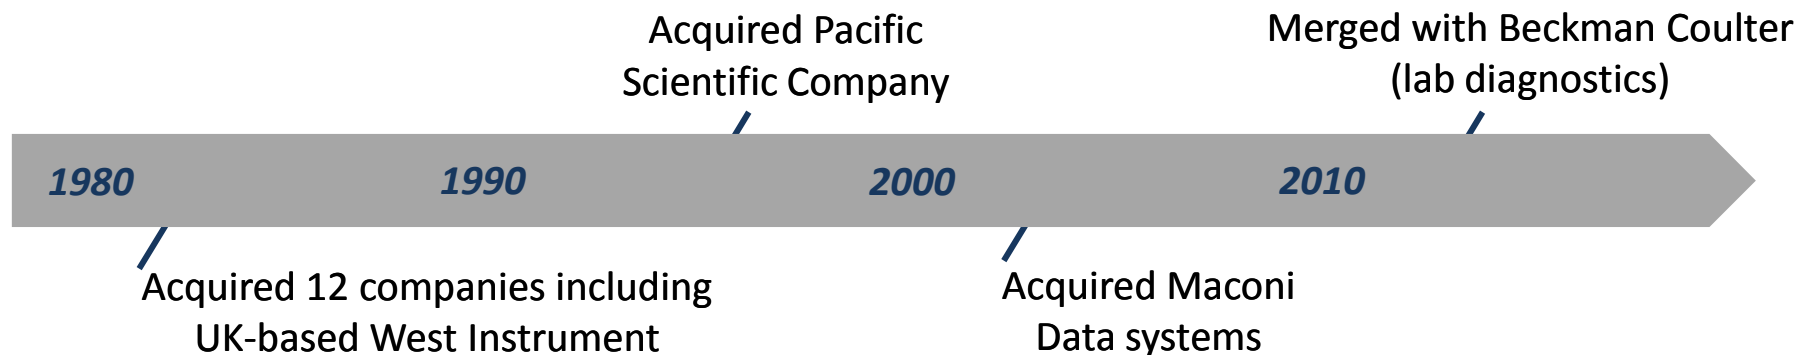 Acquired Pacific
Scientific Company
Merged with Beckman Coulter
(lab diagnostics)
1980 1990 2000 2010
Acquired 12 companies including
UK-based West Instrument
Acquired Maconi
Data systems